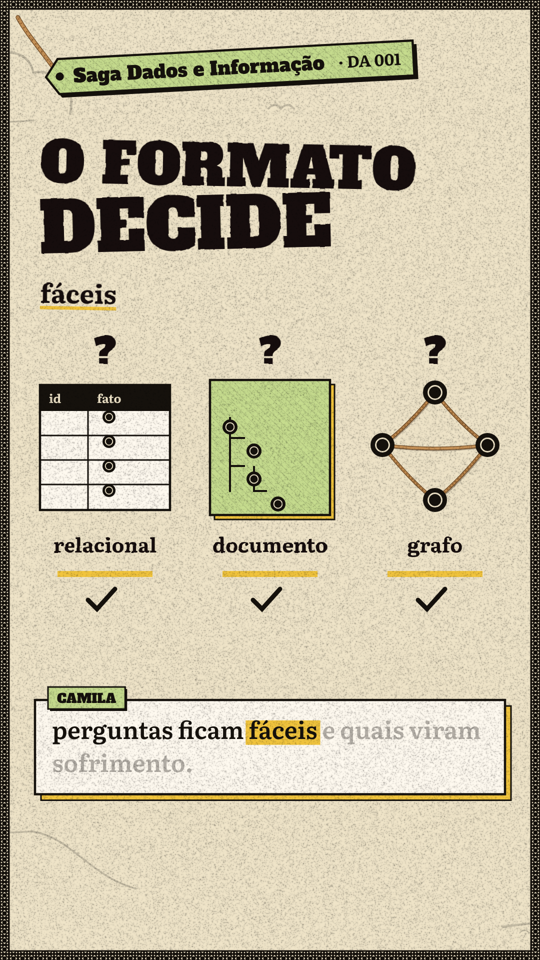 Saga Dados e Informação · DA 001
O FORMATO
DECIDE
fáceis
? ? ?
id fato
relacional documento grafo
CAMILA
perguntas ficam fáceis e quais viram
sofrimento.